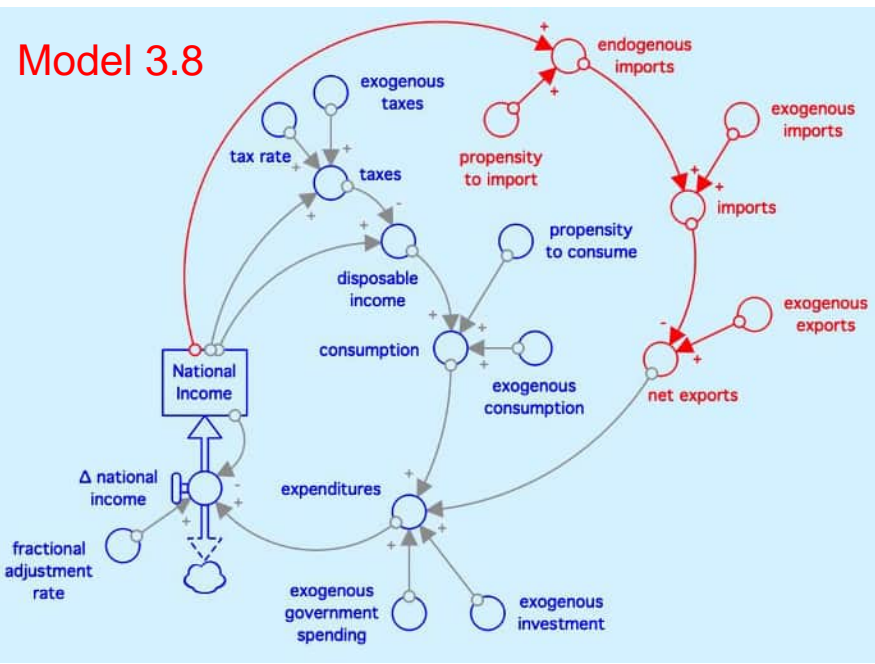 Model 3.8
endogenous
imports
exogenous
taxes
exogenous
imports
tax rate
propensity
to import
taxes
imports
propensity
to consume
disposable
income
exogenous
exports
consumption
National
Income
exogenous
consumption
net exports
Δ national
income
expenditures
fractional
adjustment
rate
exogenous
government
spending
exogenous
investment